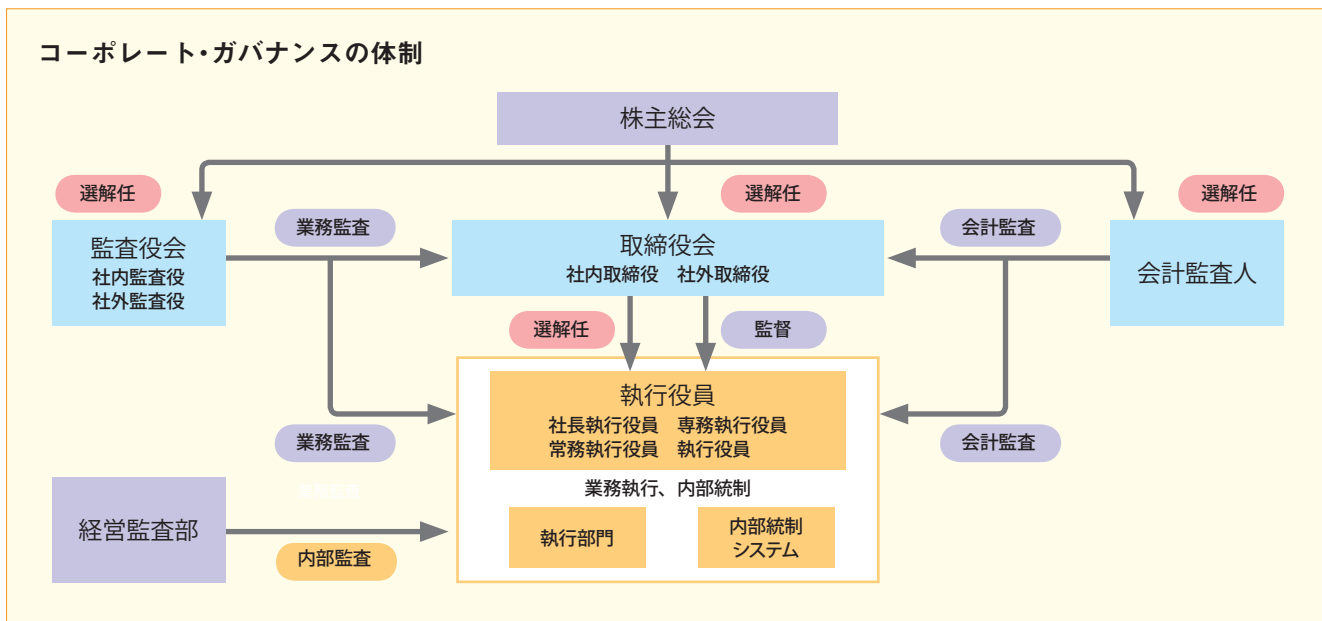 コーポレート・ガバナンスの体制
株主総会
選解任
選解任
選解任
監査役会
社内監査役
社外監査役
業務監査
取締役会
社内取締役 社外取締役
会計監査
会計監査人
選解任
監督
執行役員
社長執行役員 専務執行役員
常務執行役員 執行役員
業務監査
会計監査
業務執行、内部統制
経営監査部
内部監査
執行部門
内部統制
システム